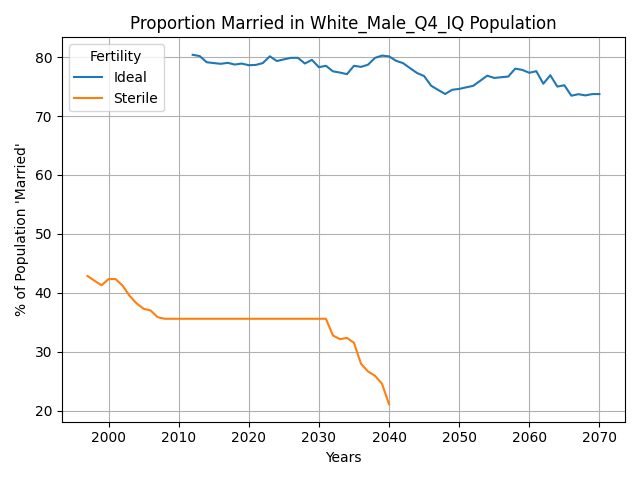 Proportion Married in White_Male_Q4_IQ Population
Fertility
Ideal
Sterile
% of Population 'Married'
80
70
60
50
40
30
20
2000
2010
2020
2030
2040
2050
2060
2070
Years